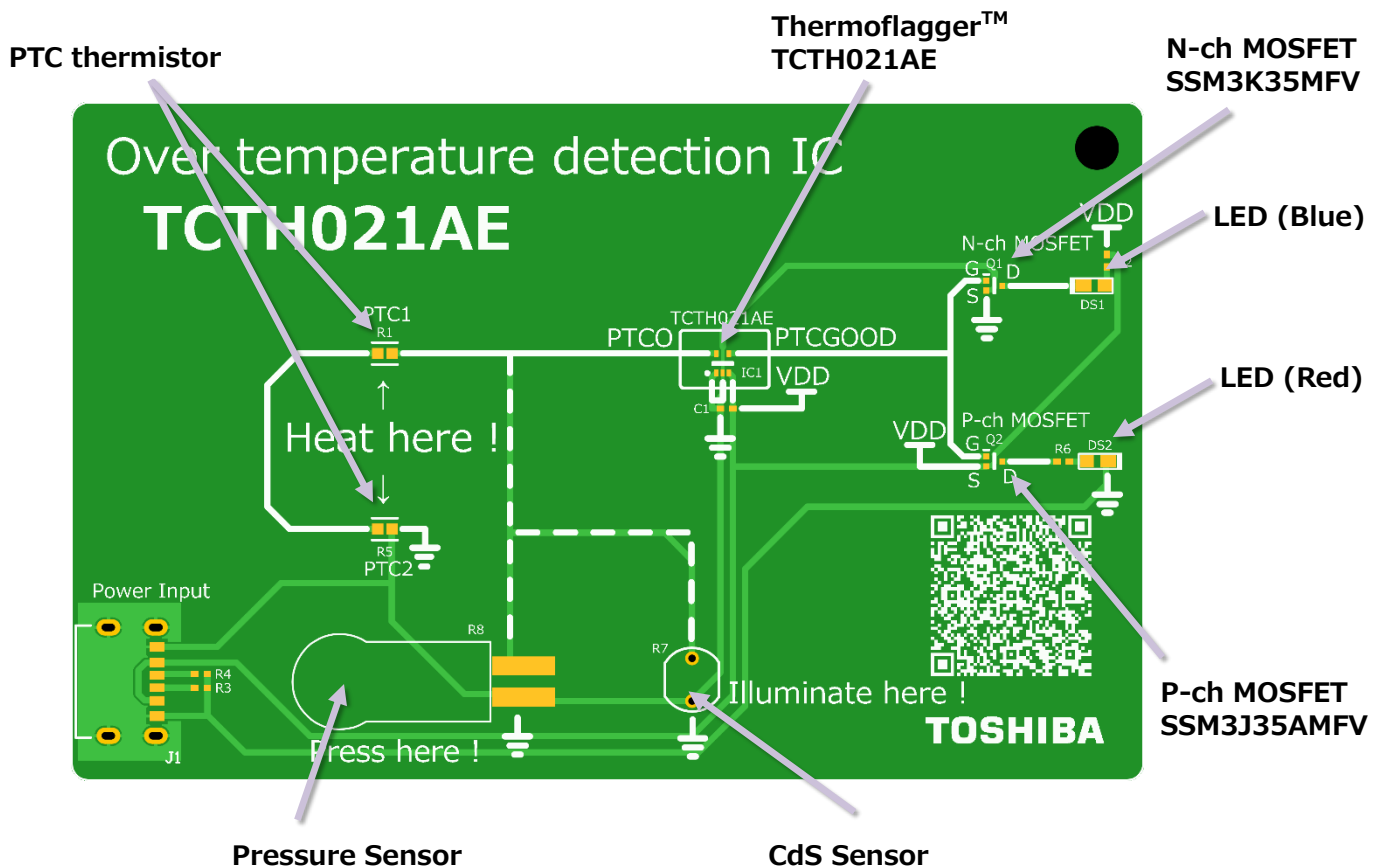 Thermoflagger™
TCTH021AE
N-ch MOSFET
SSM3K35MFV
PTC thermistor
Over temperature detection IC
TCTH021AE
VDD
LED (Blue)
N-ch MOSFET
G Q1 D
S
DS1
PTC1
R1
TCTH021AE
PTCO
PTCGOOD
IC1
VDD
C1
LED (Red)
↑
Heat here !
↓
P-ch MOSFET
VDD
G Q2
S D
R6
DS2
R5
PTC2
Power Input
R4
R3
J1
R8
Press here !
R7
Illuminate here !
TOSHIBA
P-ch MOSFET
SSM3J35AMFV
Pressure Sensor
CdS Sensor